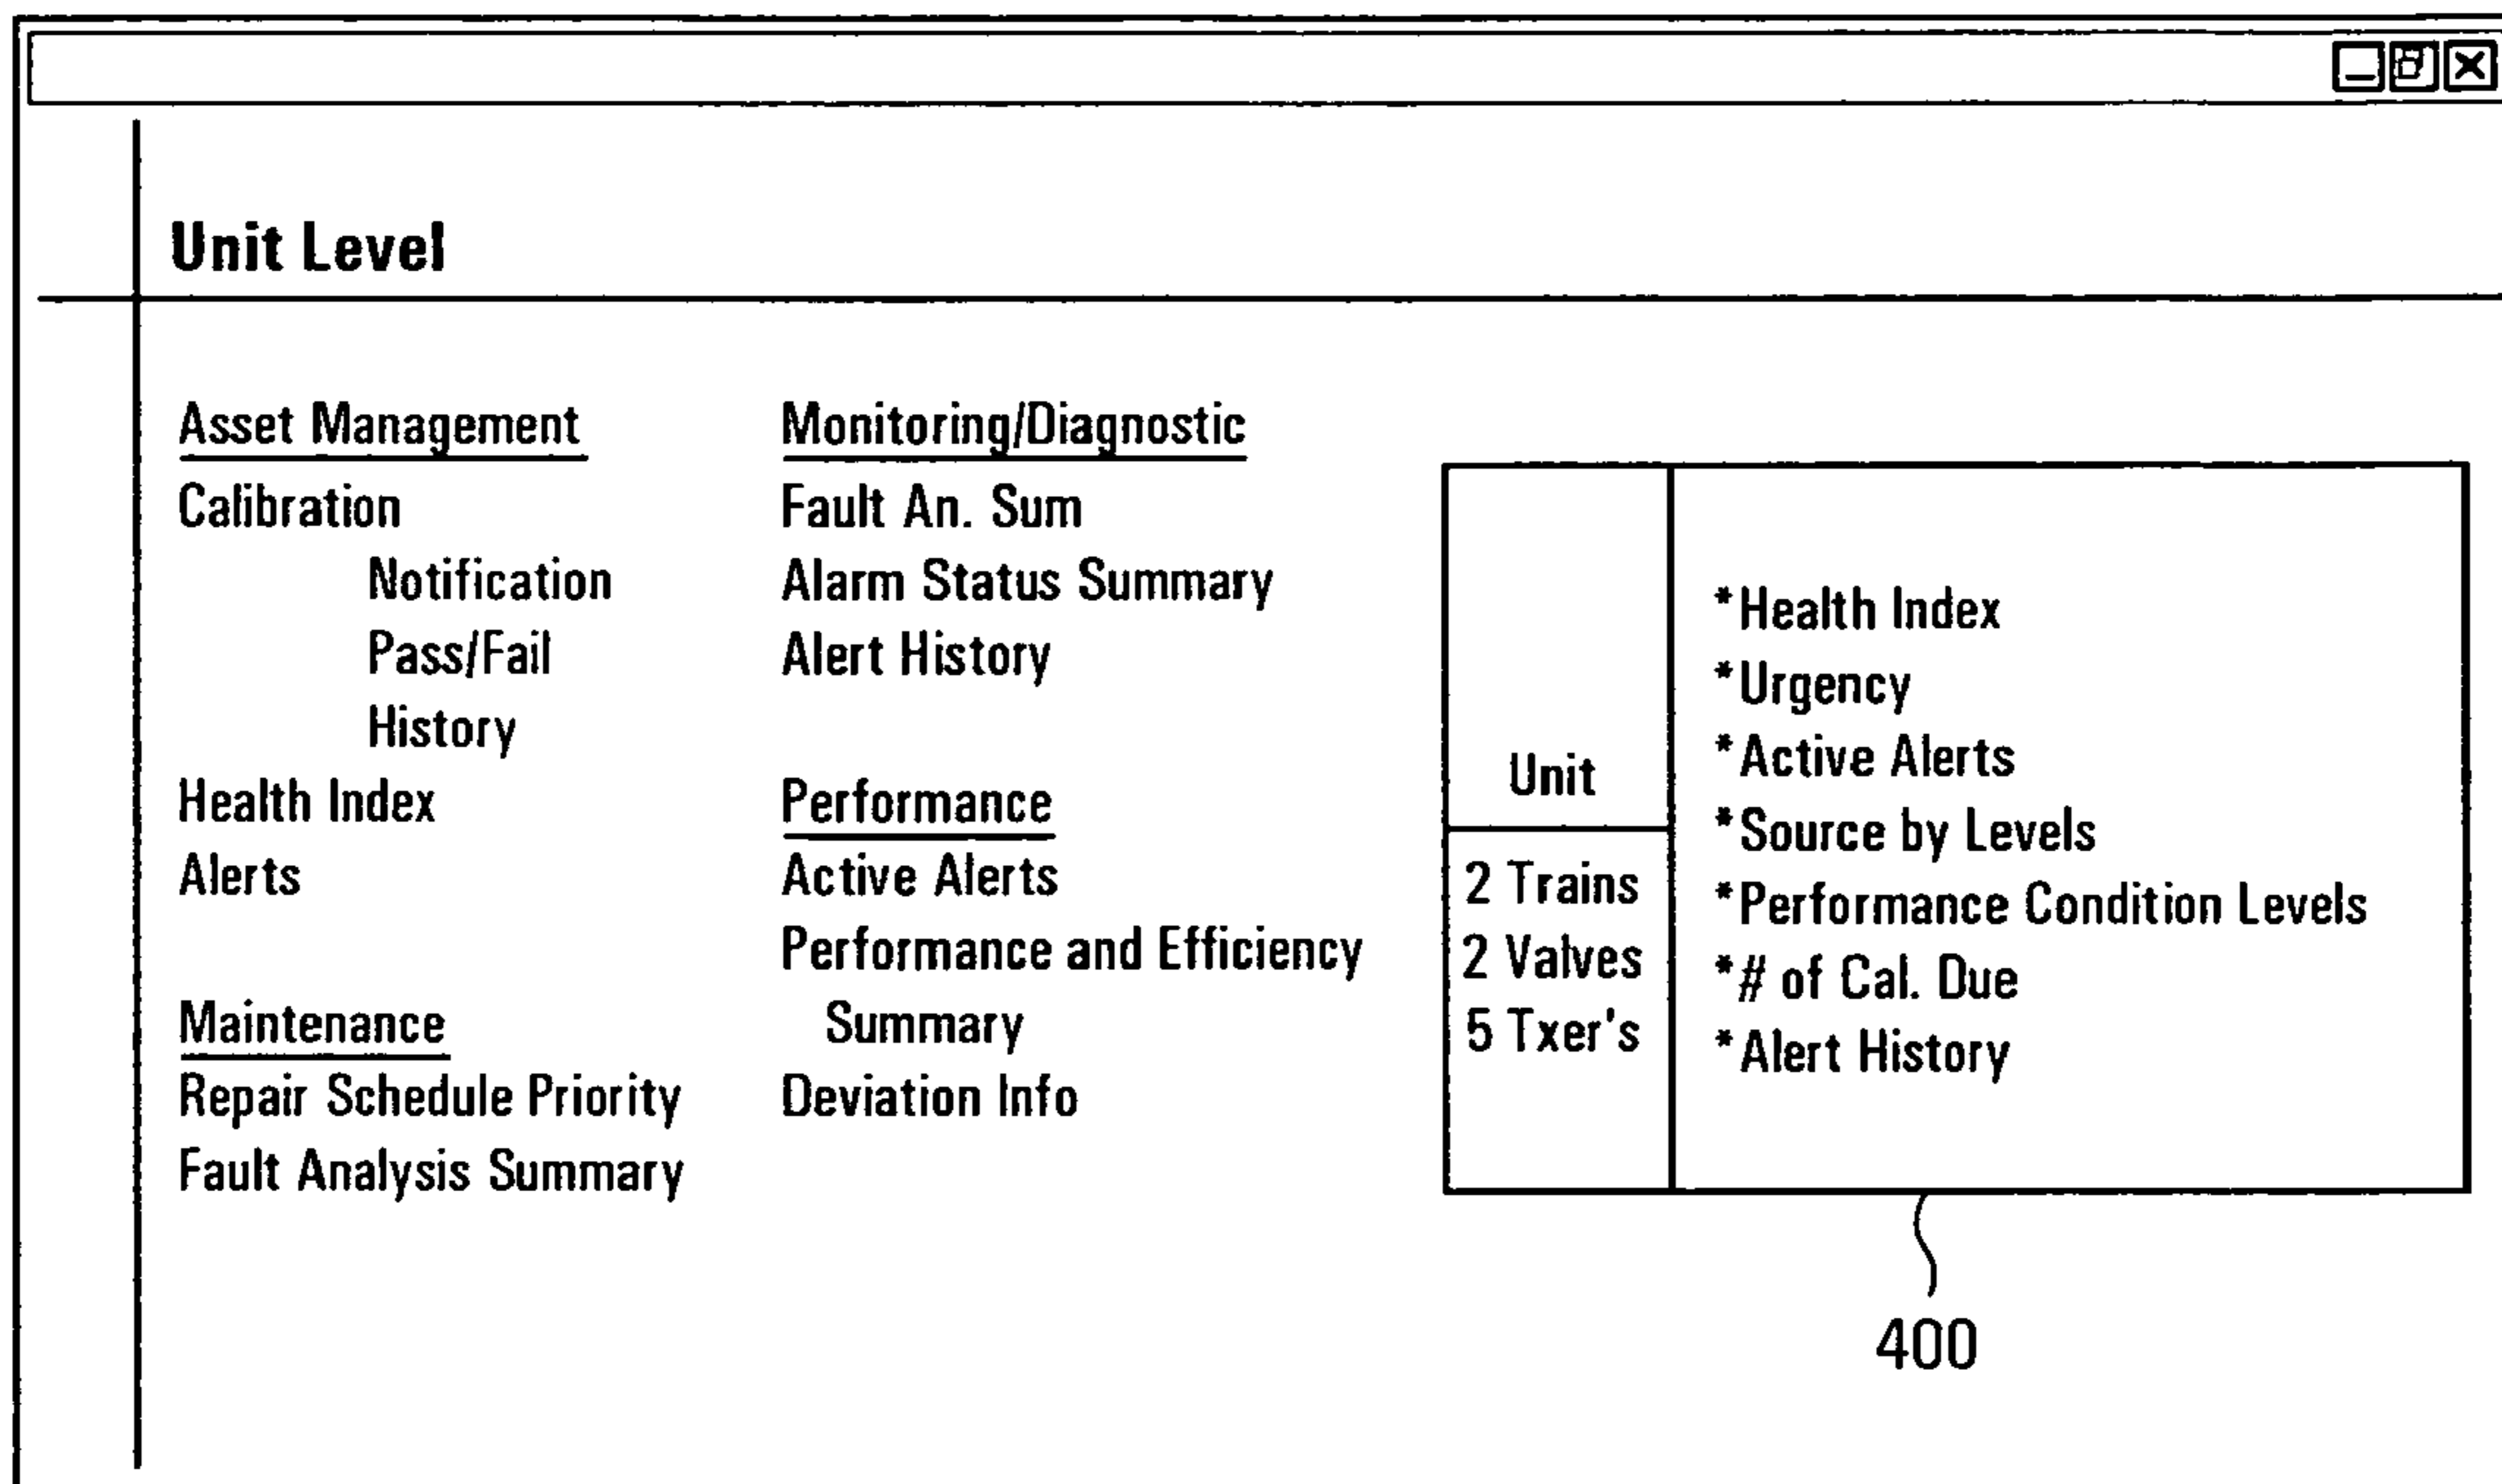 Unit Level
Asset Management
Calibration
Notification
Pass/Fail
History
Health Index
Alerts
Maintenance
Repair Schedule Priority
Fault Analysis Summary
Monitoring/Diagnostic
Fault An. Sum
Alarm Status Summary
Alert History
Performance
Active Alerts
Performance and Efficiency
Summary
Deviation Info
Unit
2 Trains
2 Valves
5 Txer's
*Health Index
*Urgency
*Active Alerts
*Source by Levels
*Performance Condition Levels
*# of Cal. Due
*Alert History
400